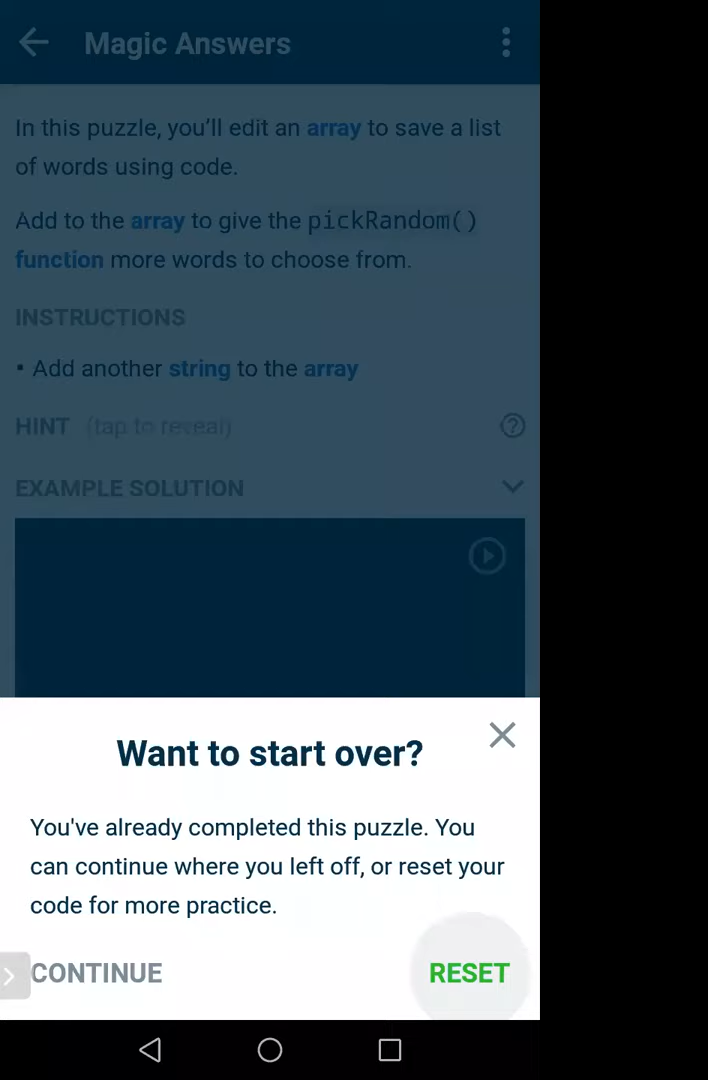 Magic Answers
In this puzzle, you'll edit an array to save a list
of words using code.
Add to the array to give the pickRandom()
function more words to choose from.
INSTRUCTIONS
• Add another string to the array
HINT (tap to reveal)
EXAMPLE SOLUTION
Want to start over?
You've already completed this puzzle. You
can continue where you left off, or reset your
code for more practice.
CONTINUE RESET